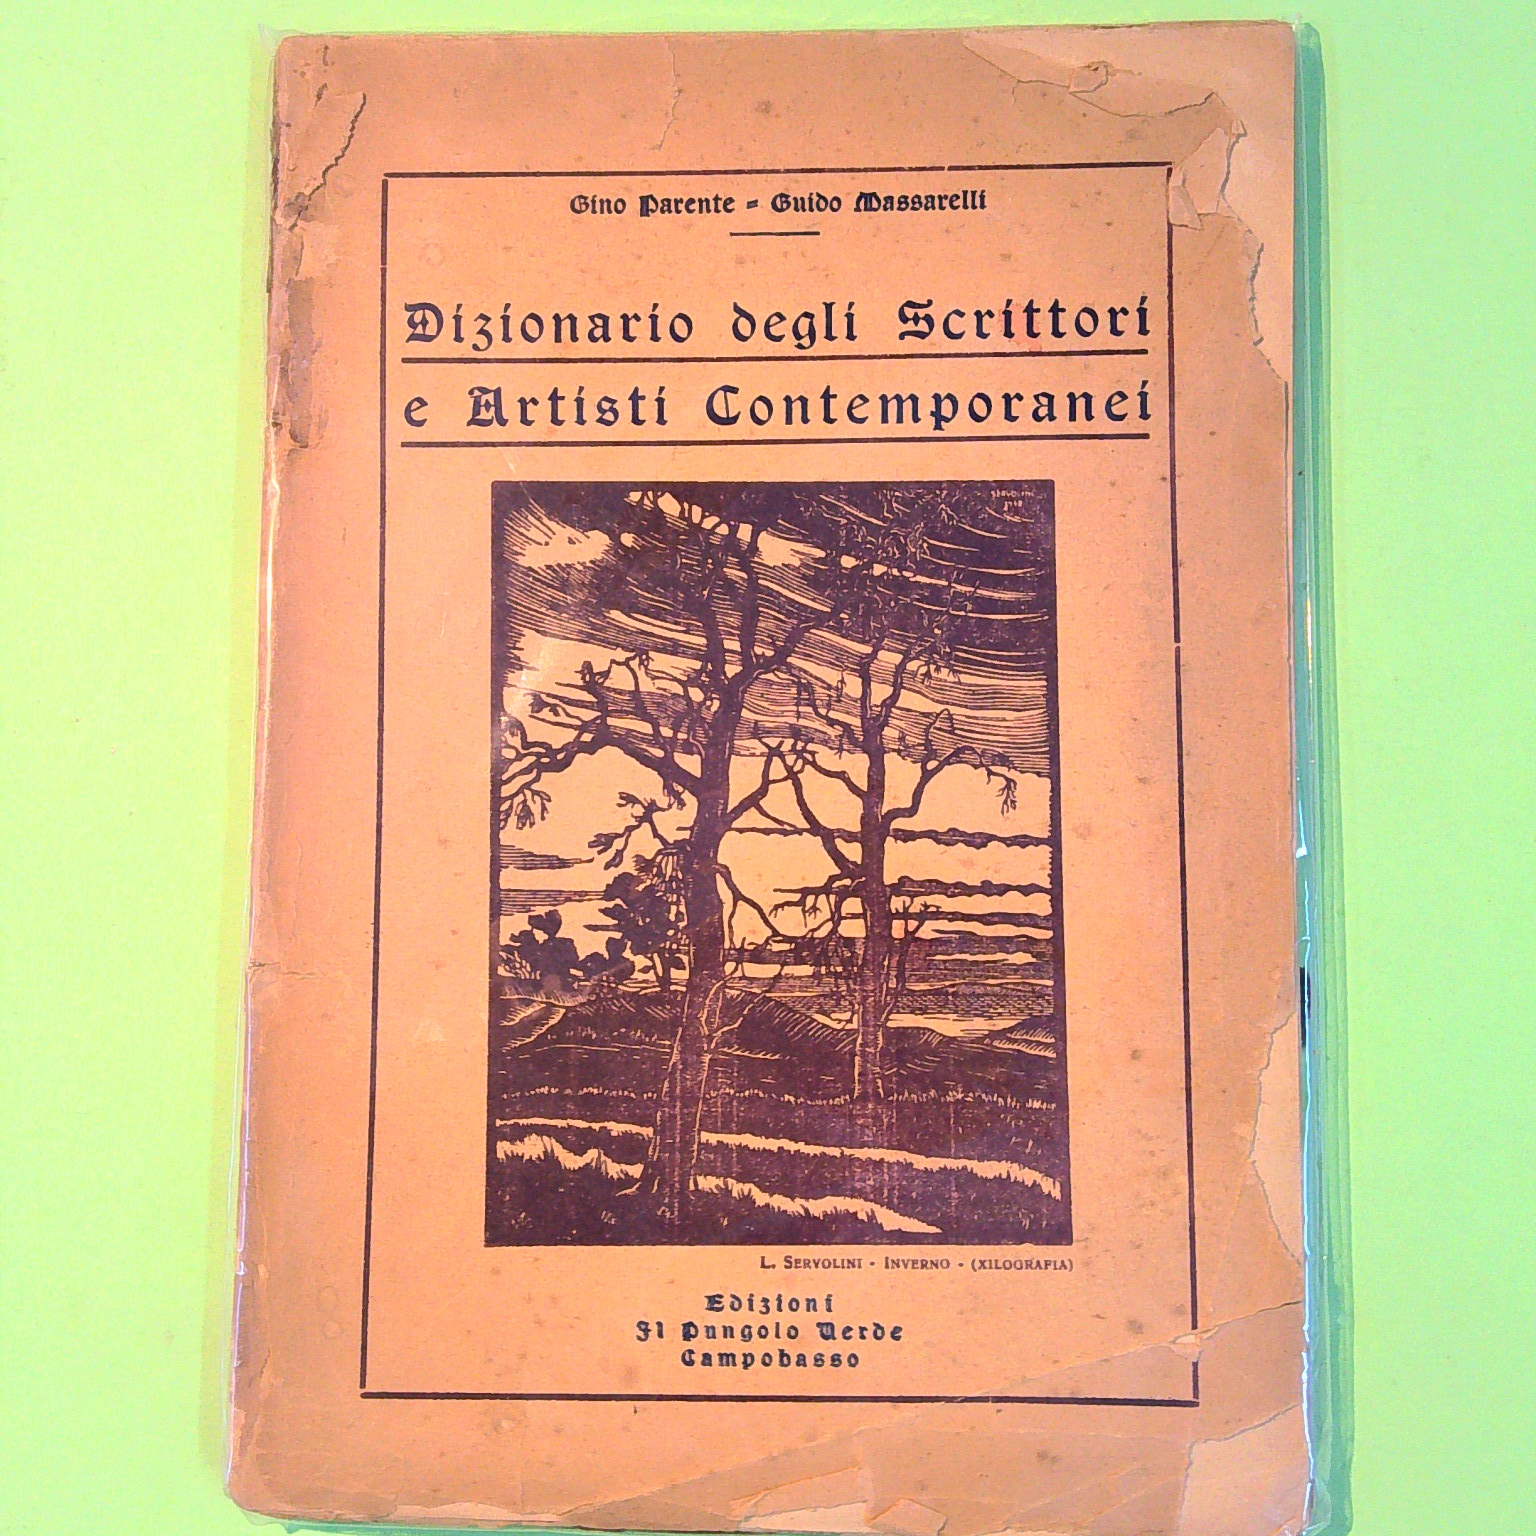 Gino Parente - Guido Massarelli
Dizionario degli Scrittori
e Artisti Contemporanei
L. SERVOLINI - INVERNO - (XILOGRAFIA)
Edizioni
Il Pungolo Verde
Campobasso